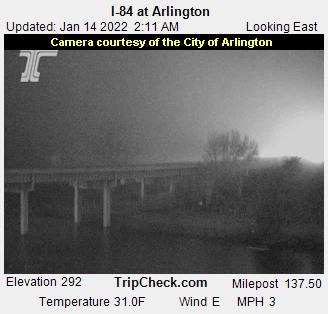 I-84 at Arlington
Updated: Jan 14 2022 2:11 AM Looking East
Camera courtesy of the City of Arlington
Elevation 292 TripCheck.com Milepost 137.50
Temperature 31.0F Wind E MPH 3